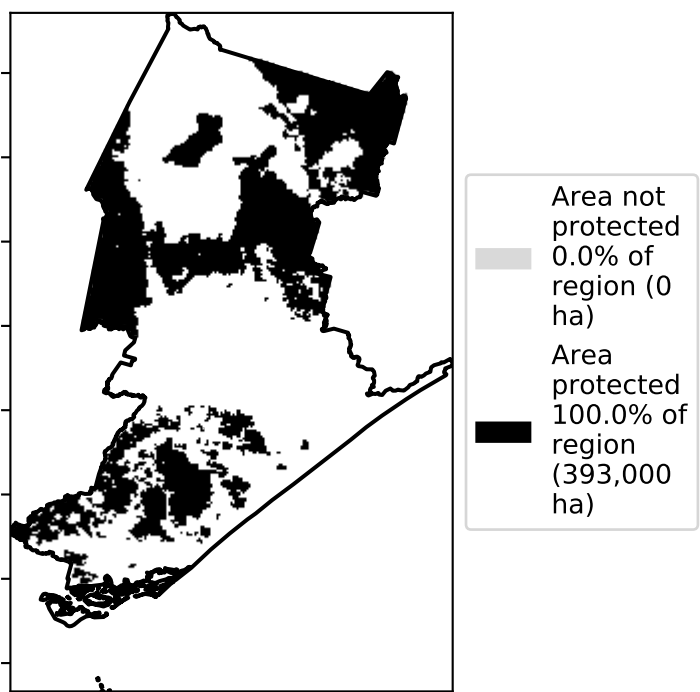 Area not
protected
0.0% of
region (0
ha)
Area
protected
100.0% of
region
(393,000
ha)